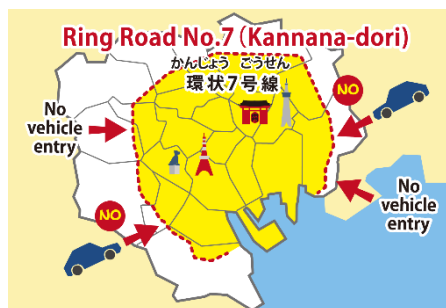 Ring Road No.7 (Kannana-dori)
かんじょう ごうせん
環状7号線
NO
No
vehicle
entry
No
vehicle
entry
NO